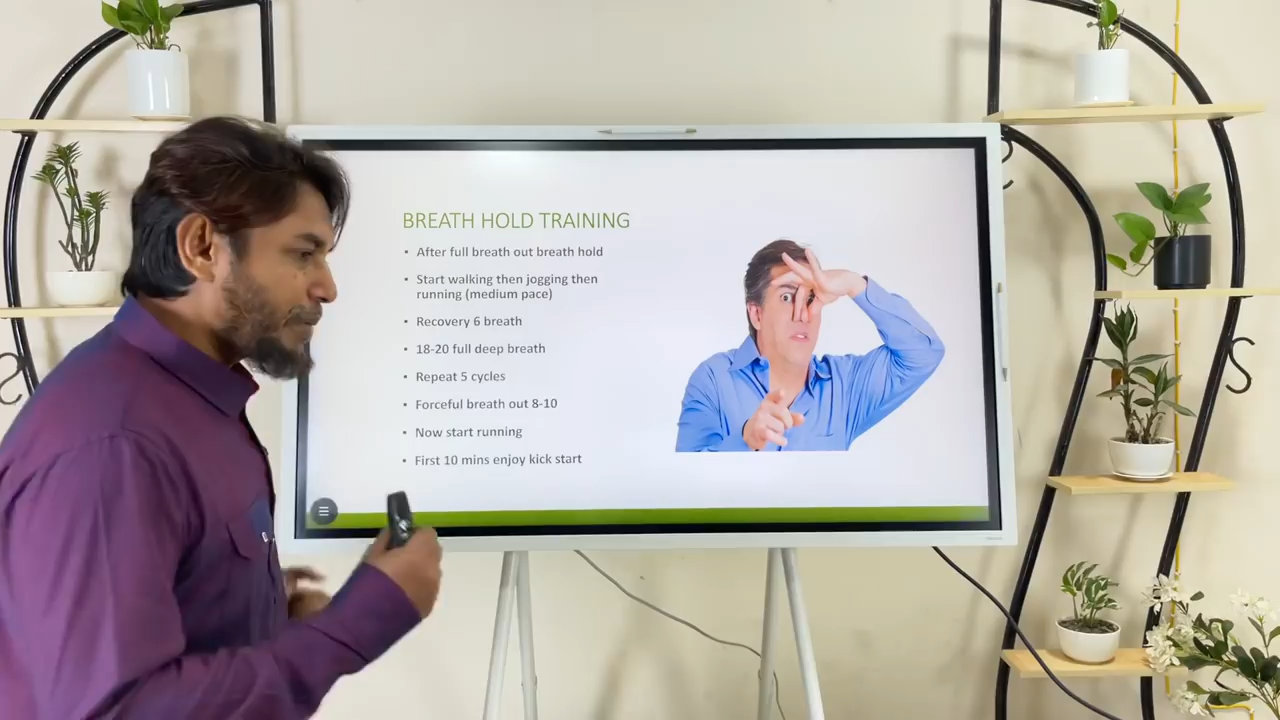 BREATH HOLD TRAINING
• After full breath out breath hold
• Start walking then jogging then
running (medium pace)
• Recovery 6 breath
• 18-20 full deep breath
• Repeat 5 cycles
• Forceful breath out 8-10
• Now start running
• First 10 mins enjoy kick start